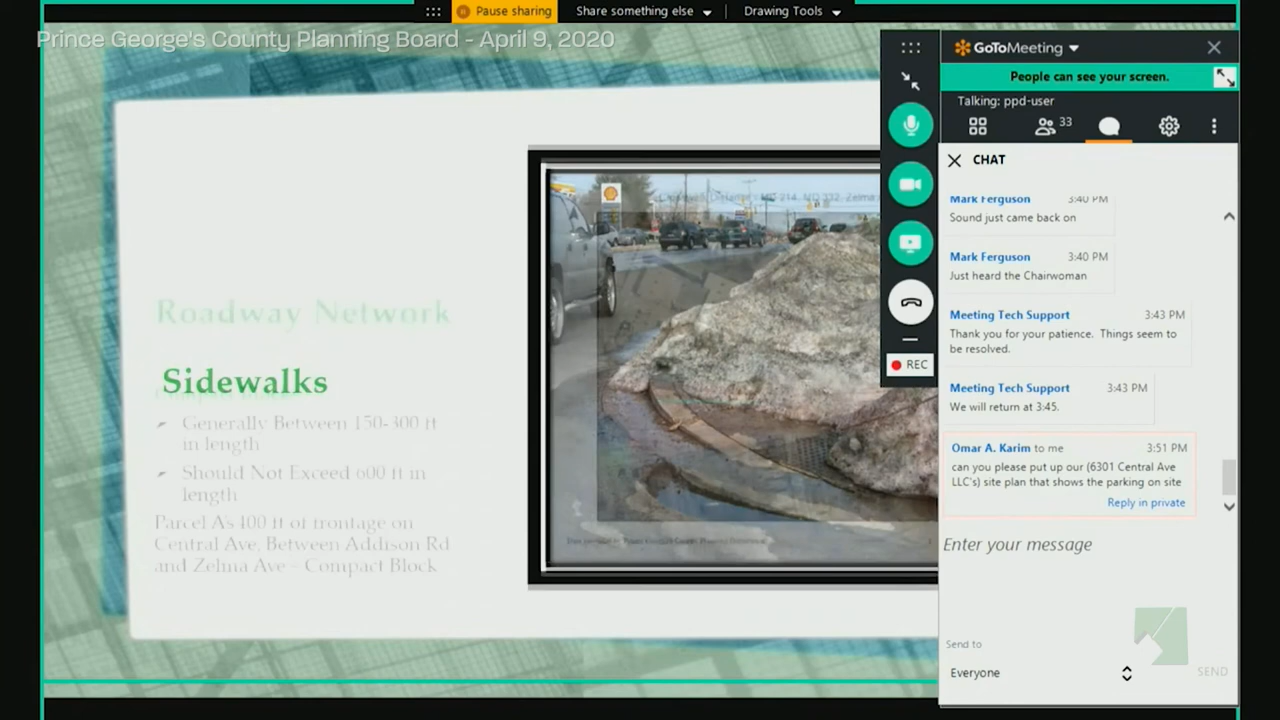 Pause sharing
Share something else
Drawing Tools
Prince George's County Planning Board - April 9, 2020
GoToMeeting
People can see your screen.
Talking: ppd-user
33
CHAT
Mark Ferguson 3:40 PM
Sound just came back on
Mark Ferguson 3:40 PM
Just heard the Chairwoman
Meeting Tech Support 3:43 PM
Thank you for your patience. Things seem to
be resolved.
Meeting Tech Support 3:43 PM
We will return at 3:45.
Omar A. Karim to me 3:51 PM
can you please put up our (6301 Central Ave
LLC's) site plan that shows the parking on site
Reply in private
Enter your message
Send to
Everyone
SEND
REC
Roadway Network
Sidewalks
Generally Between 150-300 ft
in length
Should Not Exceed 600 ft in
length
Parcel A's 400 ft of frontage on
Central Ave, Between Addison Rd
and Zelma Ave - Compact Block